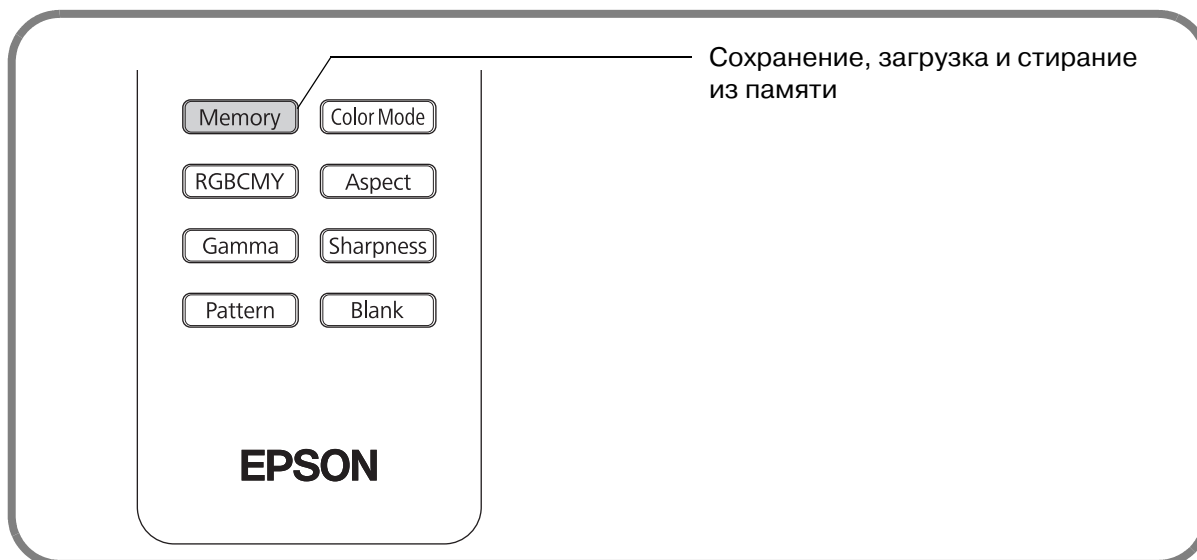 Сохранение, загрузка и стирание
из памяти
Memory
Color Mode
RGBCMY
Aspect
Gamma
Sharpness
Pattern
Blank
EPSON